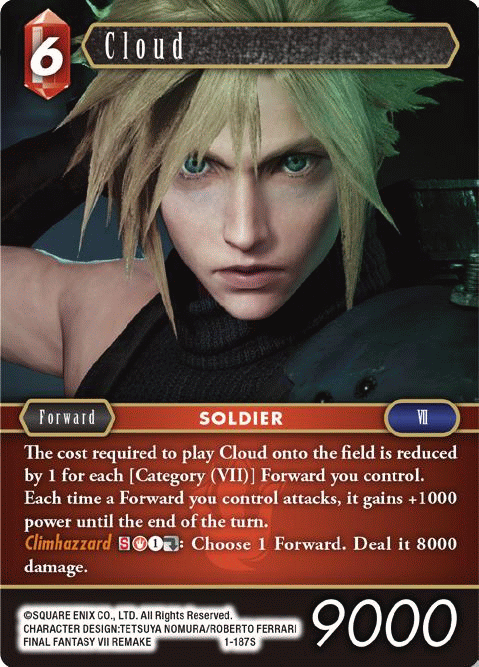 6
Cloud
Forward
SOLDIER
VII
The cost required to play Cloud onto the field is reduced
by 1 for each [Category (VII)] Forward you control.
Each time a Forward you control attacks, it gains +1000
power until the end of the turn.
Climhazzard S 1 : Choose 1 Forward. Deal it 8000
damage.
©SQUARE ENIX CO., LTD. All Rights Reserved.
CHARACTER DESIGN:TETSUYA NOMURA/ROBERTO FERRARI
FINAL FANTASY VII REMAKE 1-187S
9000